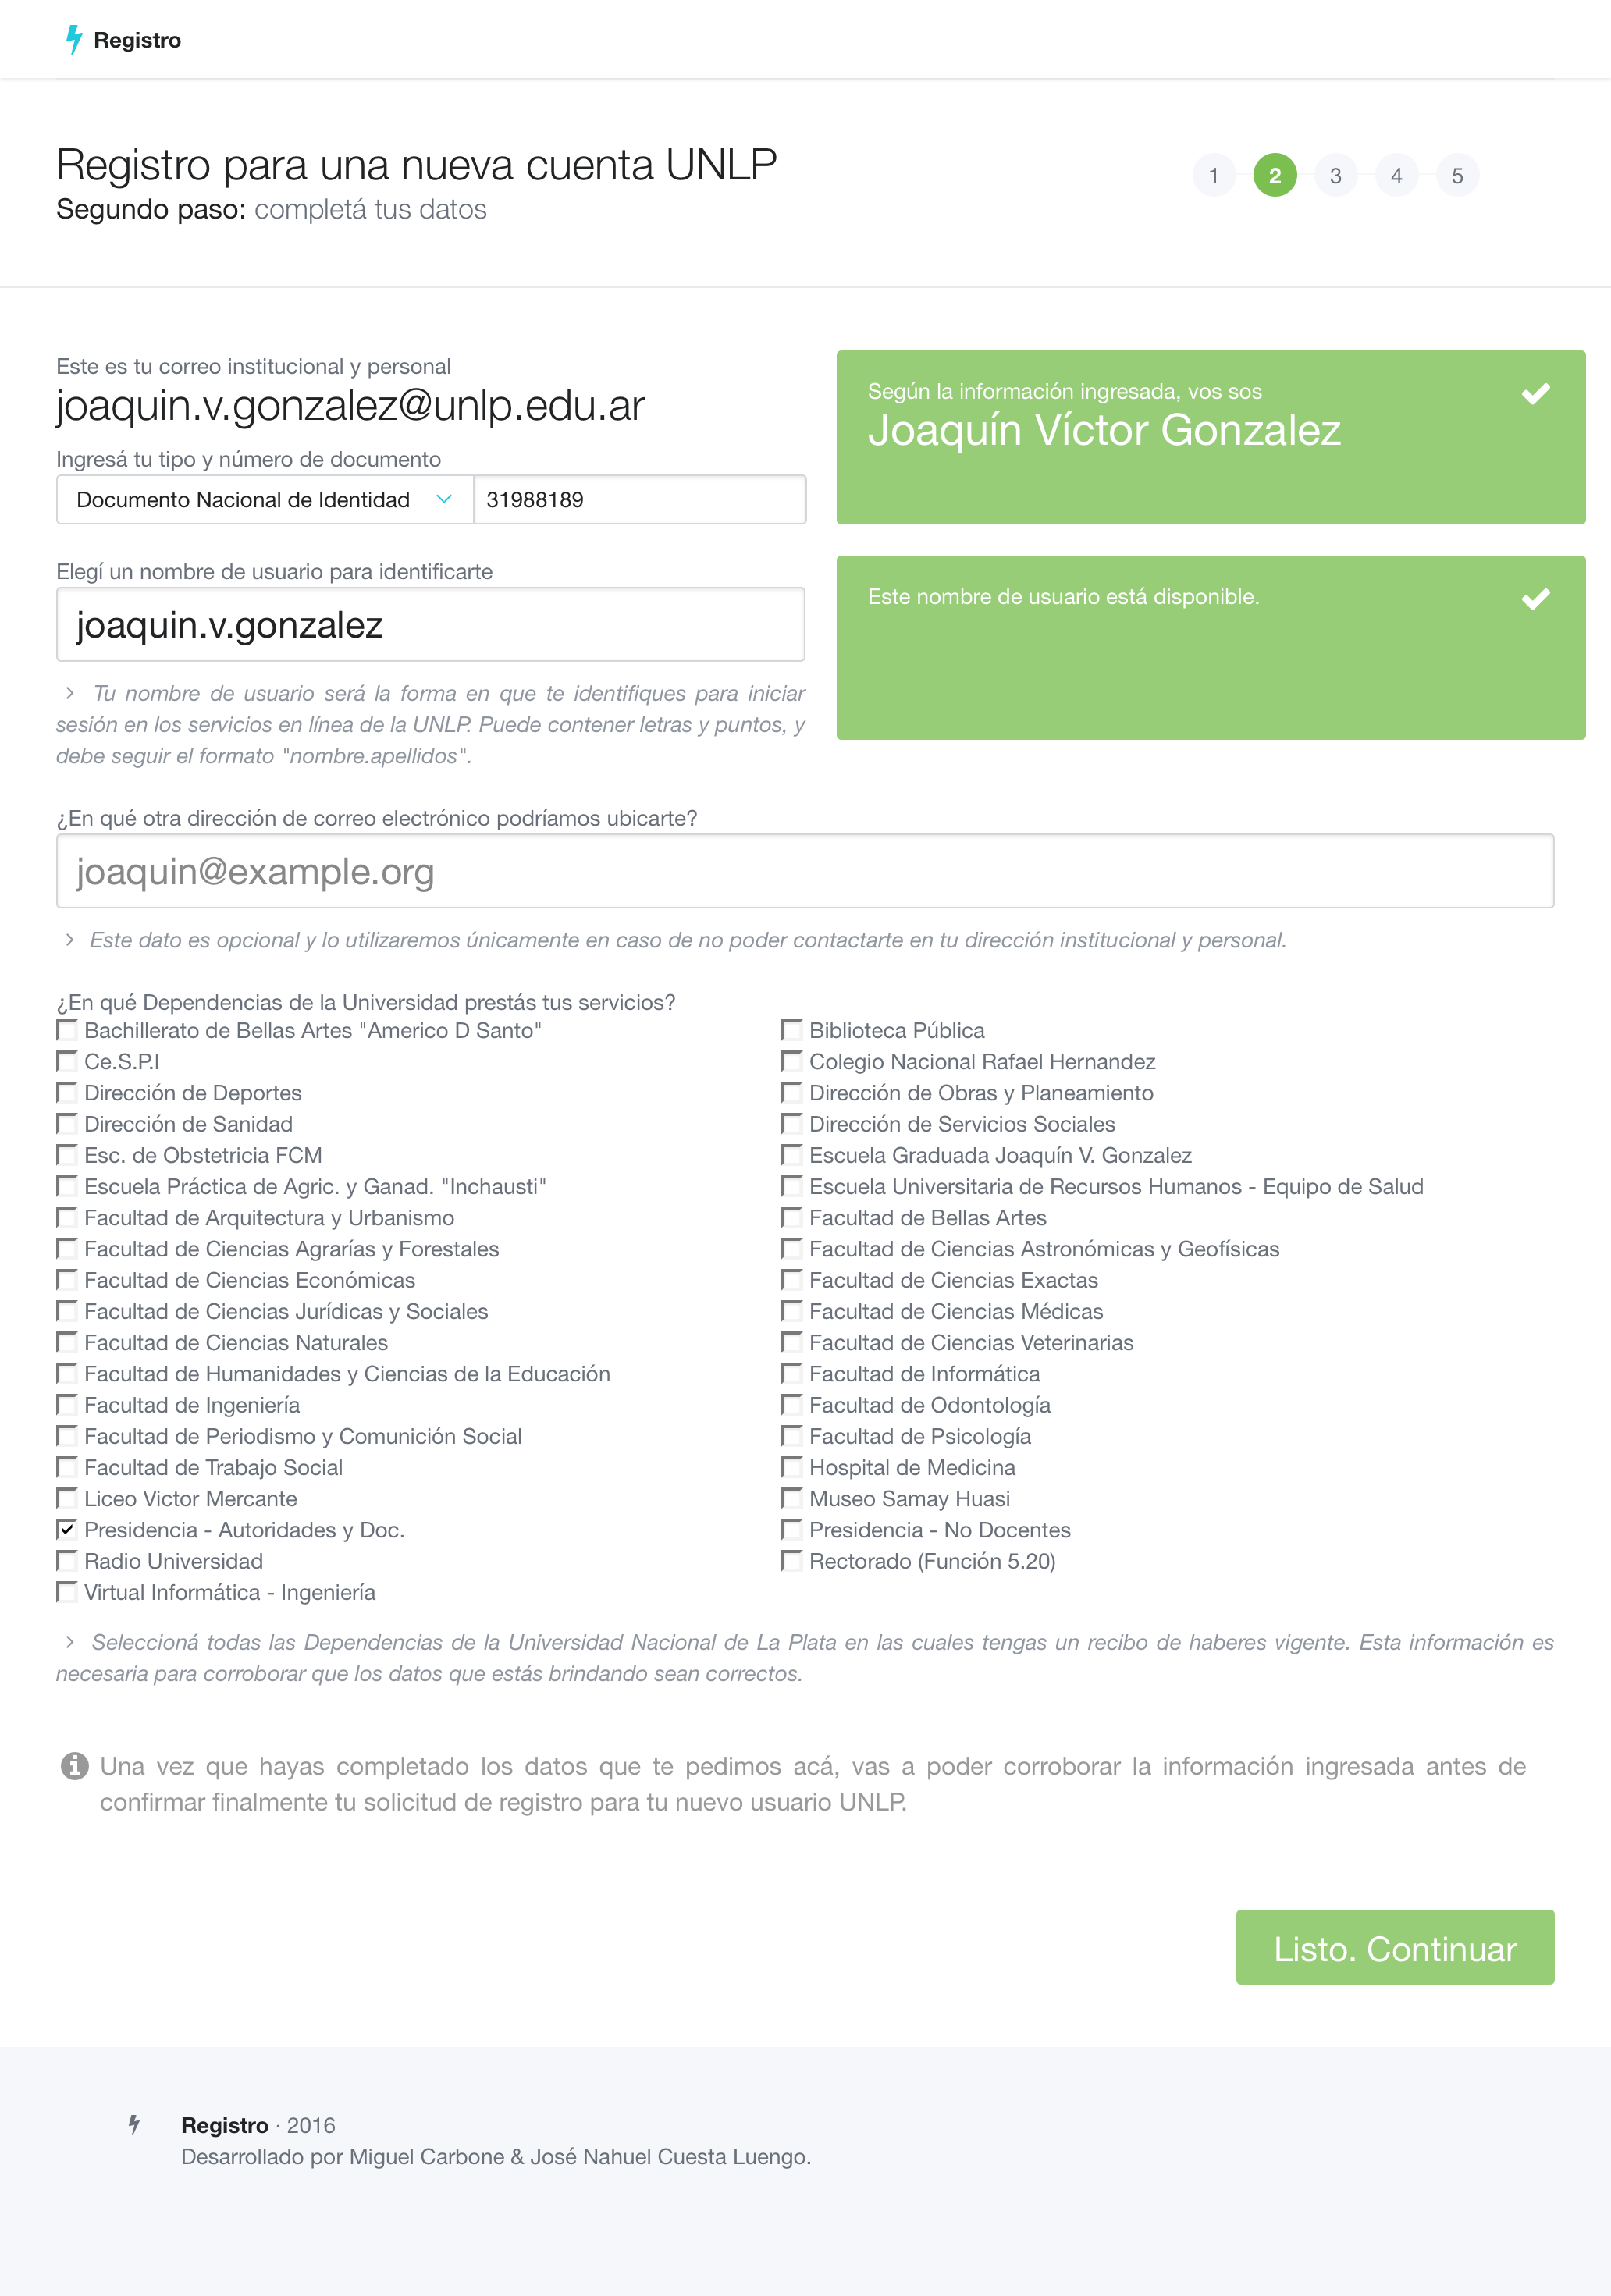 Registro
Registro para una nueva cuenta UNLP
Segundo paso: completá tus datos
1 2 3 4 5
Este es tu correo institucional y personal
joaquin.v.gonzalez@unlp.edu.ar
Ingresá tu tipo y número de documento
Documento Nacional de Identidad 31988189
Según la información ingresada, vos sos
Joaquín Víctor Gonzalez
Elegí un nombre de usuario para identificarte
joaquin.v.gonzalez
Este nombre de usuario está disponible.
Tu nombre de usuario será la forma en que te identifiques para iniciar
sesión en los servicios en línea de la UNLP. Puede contener letras y puntos, y
debe seguir el formato "nombre.apellidos".
¿En qué otra dirección de correo electrónico podríamos ubicarte?
joaquin@example.org
Este dato es opcional y lo utilizaremos únicamente en caso de no poder contactarte en tu dirección institucional y personal.
¿En qué Dependencias de la Universidad prestás tus servicios?
Bachillerato de Bellas Artes "Americo D Santo"
Biblioteca Pública
Ce.S.P.I
Colegio Nacional Rafael Hernandez
Dirección de Deportes
Dirección de Obras y Planeamiento
Dirección de Sanidad
Dirección de Servicios Sociales
Esc. de Obstetricia FCM
Escuela Graduada Joaquín V. Gonzalez
Escuela Práctica de Agric. y Ganad. "Inchausti"
Escuela Universitaria de Recursos Humanos - Equipo de Salud
Facultad de Arquitectura y Urbanismo
Facultad de Bellas Artes
Facultad de Ciencias Agrarías y Forestales
Facultad de Ciencias Astronómicas y Geofísicas
Facultad de Ciencias Económicas
Facultad de Ciencias Exactas
Facultad de Ciencias Jurídicas y Sociales
Facultad de Ciencias Médicas
Facultad de Ciencias Naturales
Facultad de Ciencias Veterinarias
Facultad de Humanidades y Ciencias de la Educación
Facultad de Informática
Facultad de Ingeniería
Facultad de Odontología
Facultad de Periodismo y Comunición Social
Facultad de Psicología
Facultad de Trabajo Social
Hospital de Medicina
Liceo Victor Mercante
Museo Samay Huasi
Presidencia - Autoridades y Doc.
Presidencia - No Docentes
Radio Universidad
Rectorado (Función 5.20)
Virtual Informática - Ingeniería
Seleccioná todas las Dependencias de la Universidad Nacional de La Plata en las cuales tengas un recibo de haberes vigente. Esta información es
necesaria para corroborar que los datos que estás brindando sean correctos.
Una vez que hayas completado los datos que te pedimos acá, vas a poder corroborar la información ingresada antes de
confirmar finalmente tu solicitud de registro para tu nuevo usuario UNLP.
Listo. Continuar
Registro · 2016
Desarrollado por Miguel Carbone & José Nahuel Cuesta Luengo.